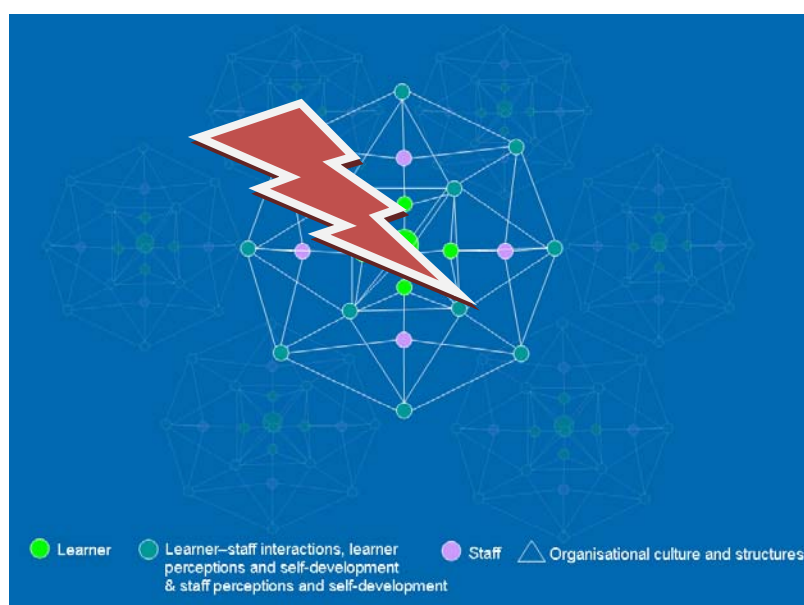 Learner
Learner–staff interactions, learner
perceptions and self-development
& staff perceptions and self-development
Staff
Organisational culture and structures